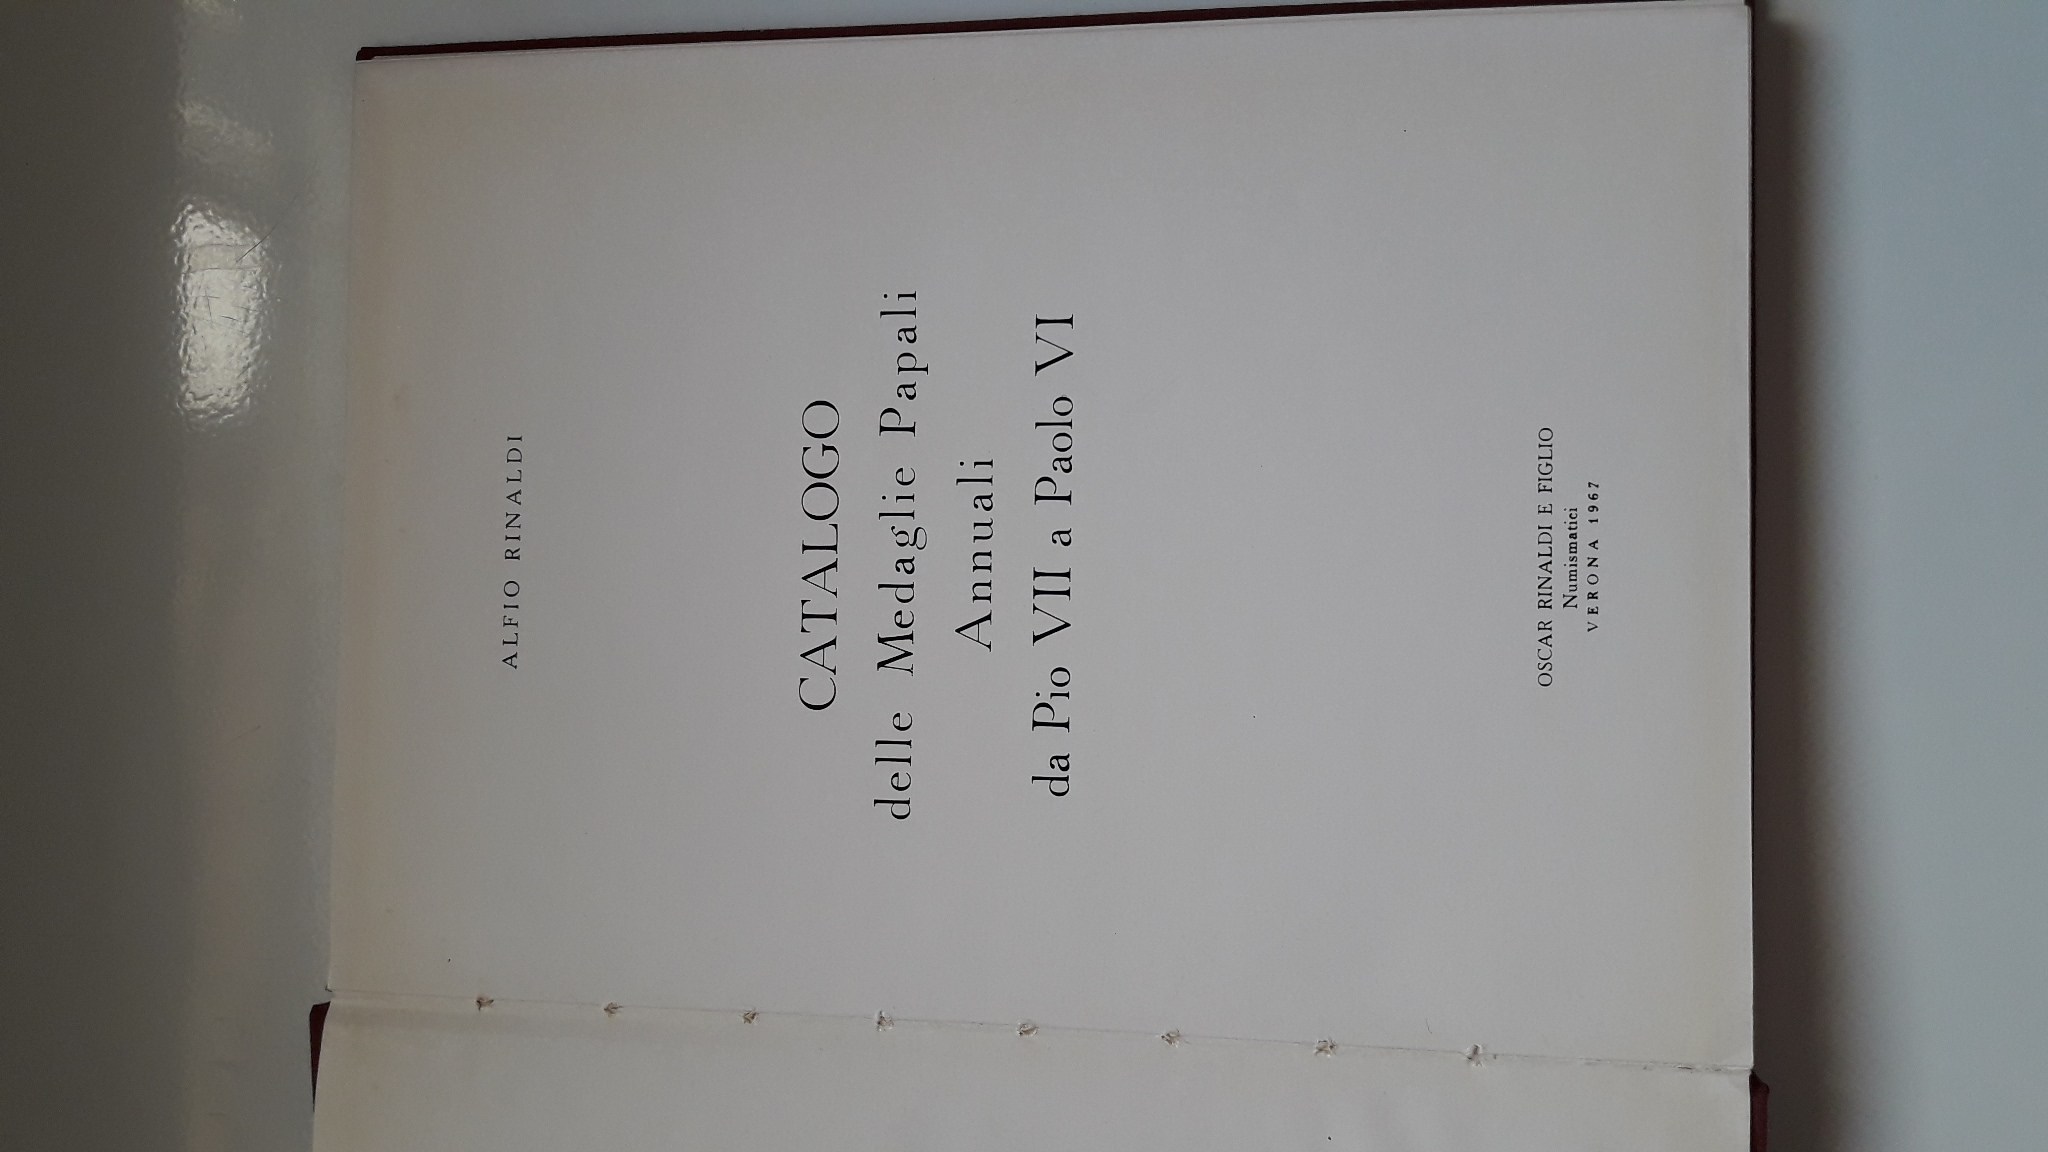 ALFIO RINALDI
CATALOGO
delle Medaglie Papali
Annuali
da Pio VII a Paolo VI
OSCAR RINALDI E FIGLIO
Numismatici
VERONA 1967